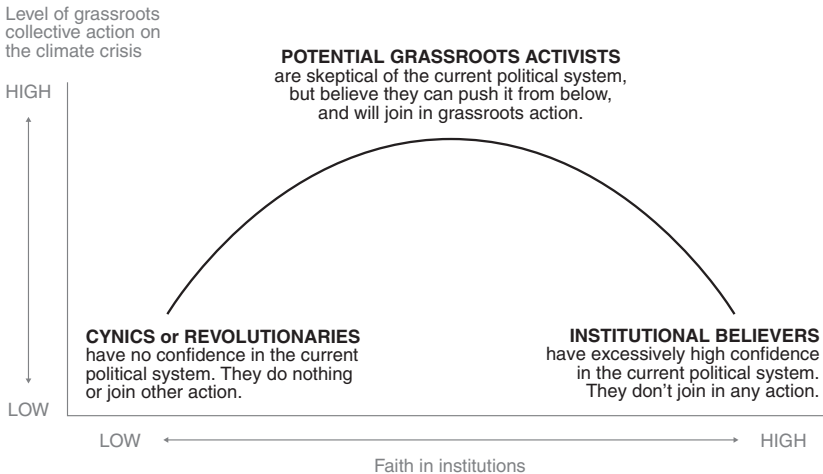 Level of grassroots
collective action on
the climate crisis
POTENTIAL GRASSROOTS ACTIVISTS
are skeptical of the current political system,
but believe they can push it from below,
and will join in grassroots action.
HIGH
CYNICS or REVOLUTIONARIES
have no confidence in the current
political system. They do nothing
or join other action.
INSTITUTIONAL BELIEVERS
have excessively high confidence
in the current political system.
They don't join in any action.
LOW
LOW
HIGH
Faith in institutions